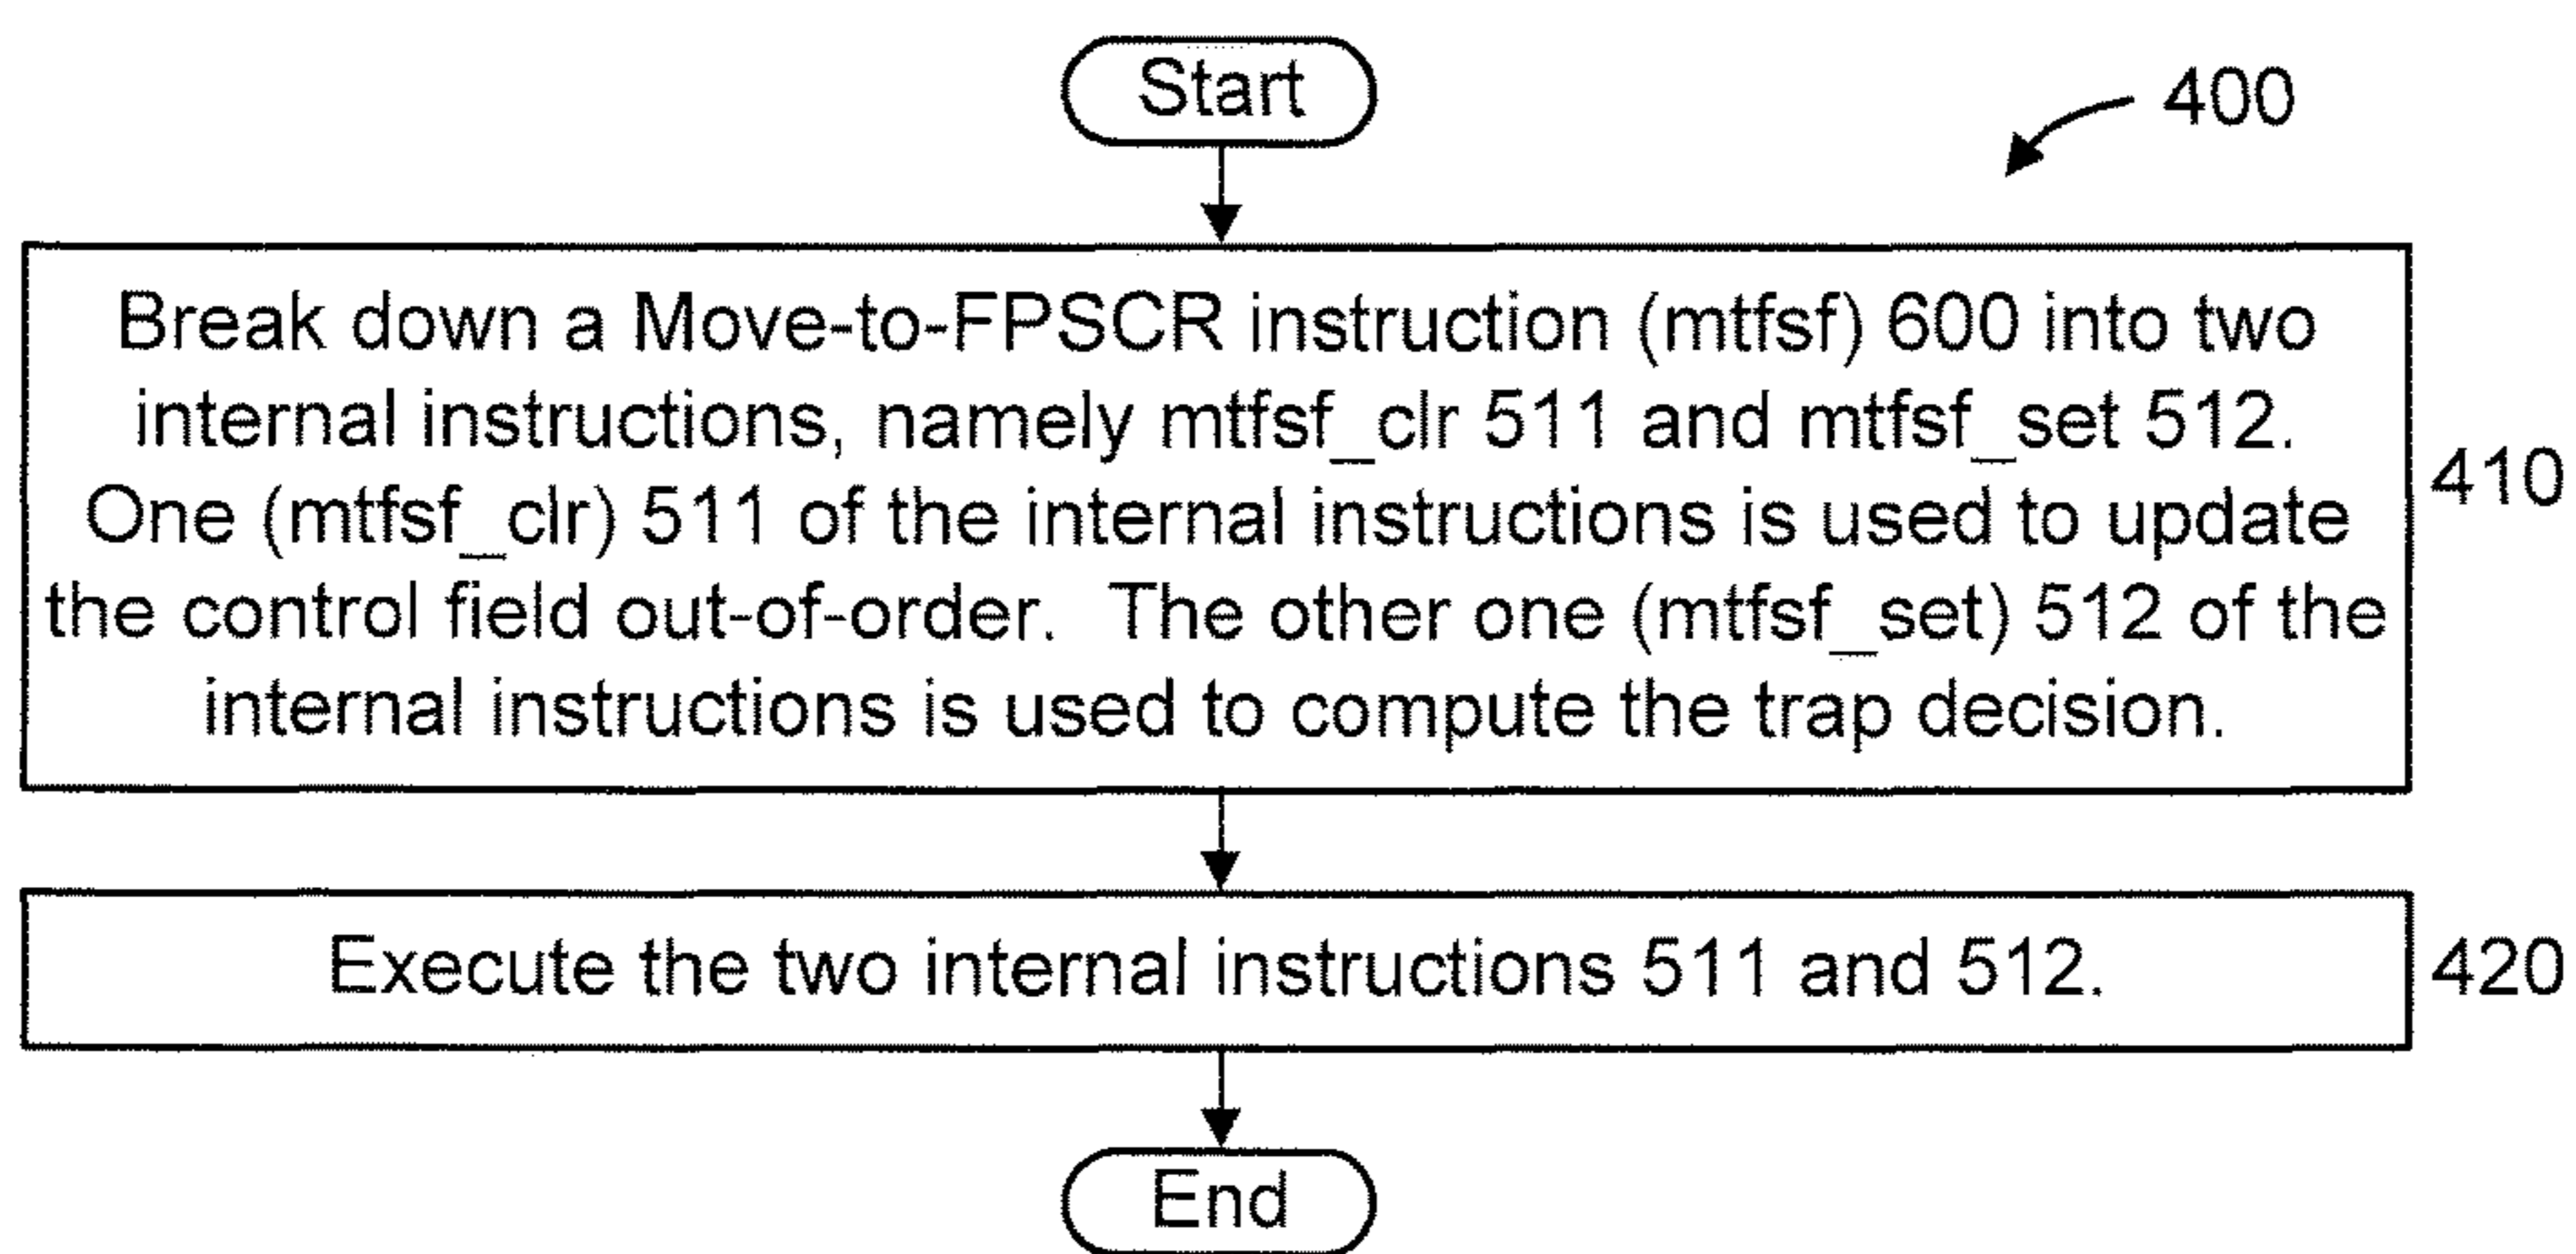 Start
400
Break down a Move-to-FPSCR instruction (mtfsf) 600 into two
internal instructions, namely mtfsf_clr 511 and mtfsf_set 512.
One (mtfsf_clr) 511 of the internal instructions is used to update
the control field out-of-order. The other one (mtfsf_set) 512 of the
internal instructions is used to compute the trap decision.
410
Execute the two internal instructions 511 and 512.
420
End